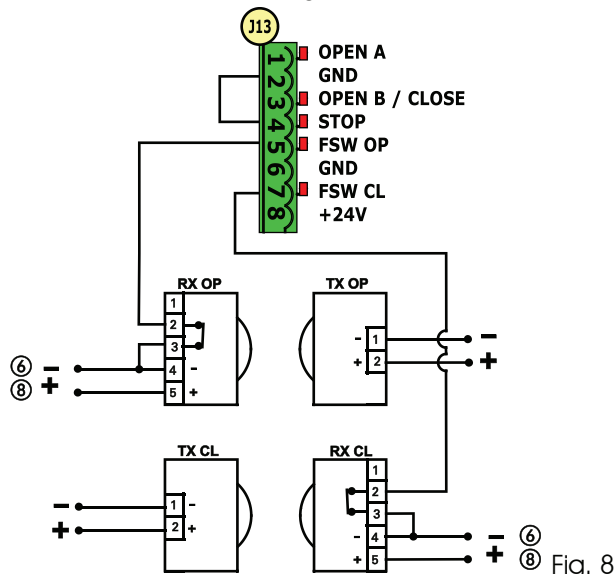 J13
1 OPEN A
2 GND
3 OPEN B / CLOSE
4 STOP
5 FSW OP
6 GND
7 FSW CL
8 +24V
RX OP
TX OP
1
2
3
⑥ − 4 -
⑧ + 5 +
- 1 −
+ 2 +
TX CL
RX CL
− 1 -
+ 2 +
1
2
3
- 4 − ⑥
+ 5 + ⑧
Fig. 8